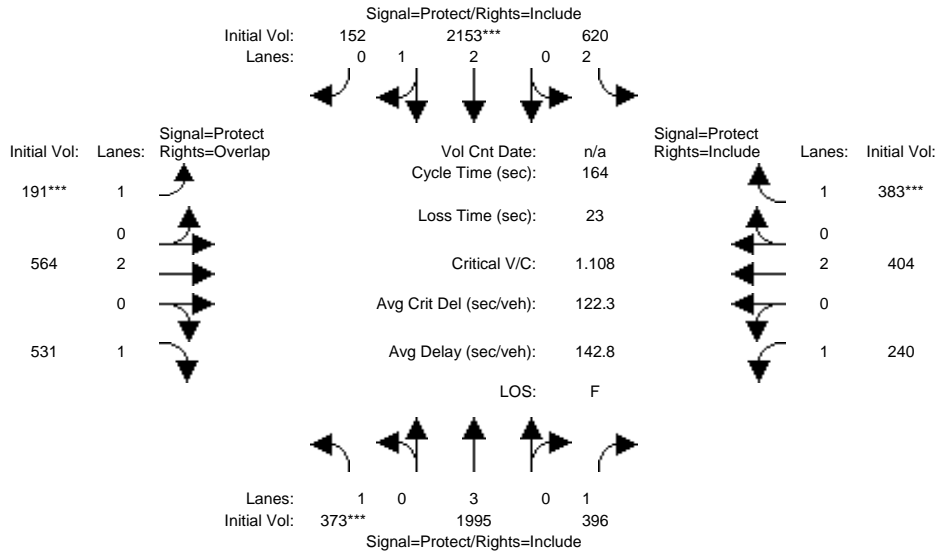 Signal=Protect/Rights=Include
Initial Vol: 152 2153*** 620
Lanes: 0 1 2 0 2
Signal=Protect
Initial Vol: Lanes: Rights=Overlap
Vol Cnt Date: n/a
Signal=Protect
Rights=Include Lanes: Initial Vol:
Cycle Time (sec): 164
191*** 1
1 383***
Loss Time (sec): 23
0
0
564 2
Critical V/C: 1.108
2 404
0
Avg Crit Del (sec/veh): 122.3
0
531 1
Avg Delay (sec/veh): 142.8
1 240
LOS: F
Lanes: 1 0 3 0 1
Initial Vol: 373*** 1995 396
Signal=Protect/Rights=Include